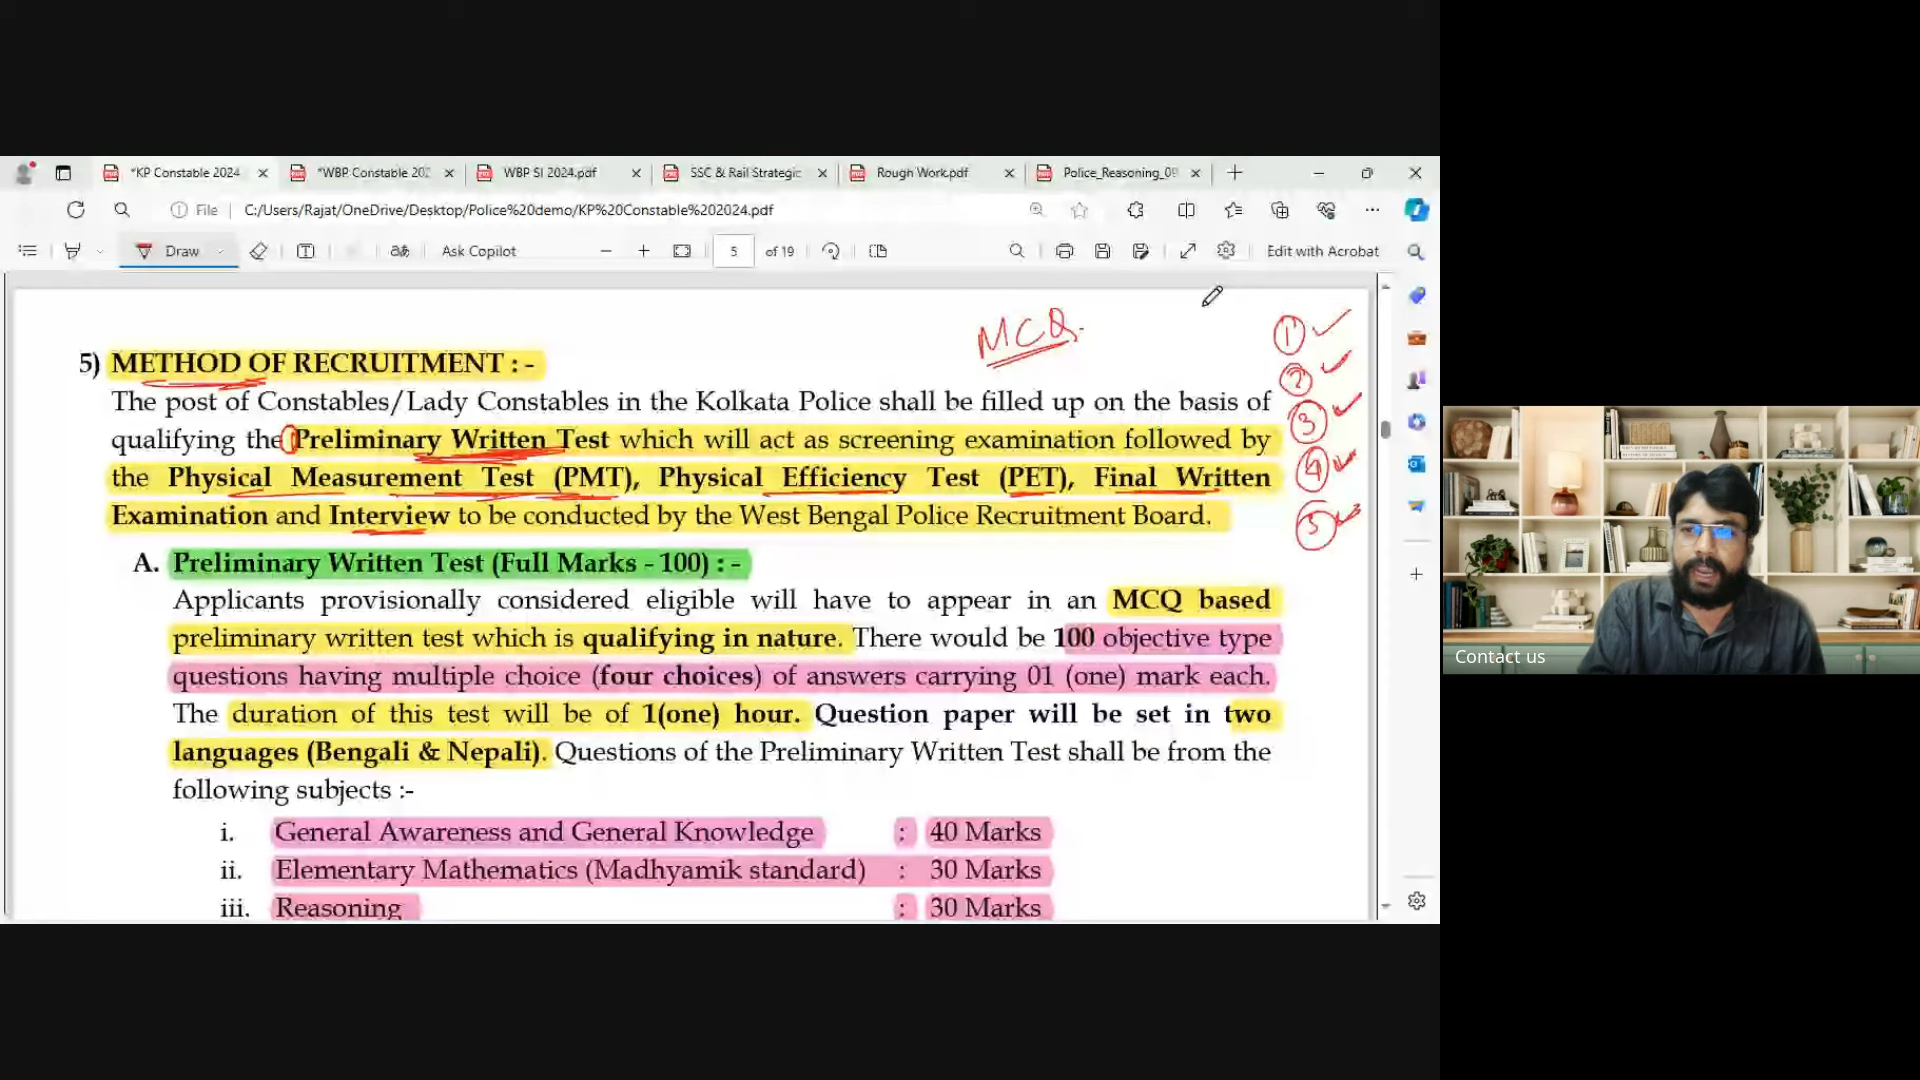 *KP Constable 2024
*WBP Constable 202
WBP SI 2024.pdf
SSC & Rail Strategic
Rough Work.pdf
Police_Reasoning_09
File
C:/Users/Rajat/OneDrive/Desktop/Police%20demo/KP%20Constable%202024.pdf
Draw
Ask Copilot
5 of 19
Edit with Acrobat
MCQ
5) METHOD OF RECRUITMENT : -
The post of Constables/Lady Constables in the Kolkata Police shall be filled up on the basis of
qualifying the Preliminary Written Test which will act as screening examination followed by
the Physical Measurement Test (PMT), Physical Efficiency Test (PET), Final Written
Examination and Interview to be conducted by the West Bengal Police Recruitment Board.
1
2
3
4
5
A. Preliminary Written Test (Full Marks - 100) : -
Applicants provisionally considered eligible will have to appear in an MCQ based
preliminary written test which is qualifying in nature. There would be 100 objective type
questions having multiple choice (four choices) of answers carrying 01 (one) mark each.
The duration of this test will be of 1(one) hour. Question paper will be set in two
languages (Bengali & Nepali). Questions of the Preliminary Written Test shall be from the
following subjects :-
i. General Awareness and General Knowledge : 40 Marks
ii. Elementary Mathematics (Madhyamik standard) : 30 Marks
iii. Reasoning : 30 Marks
Contact us